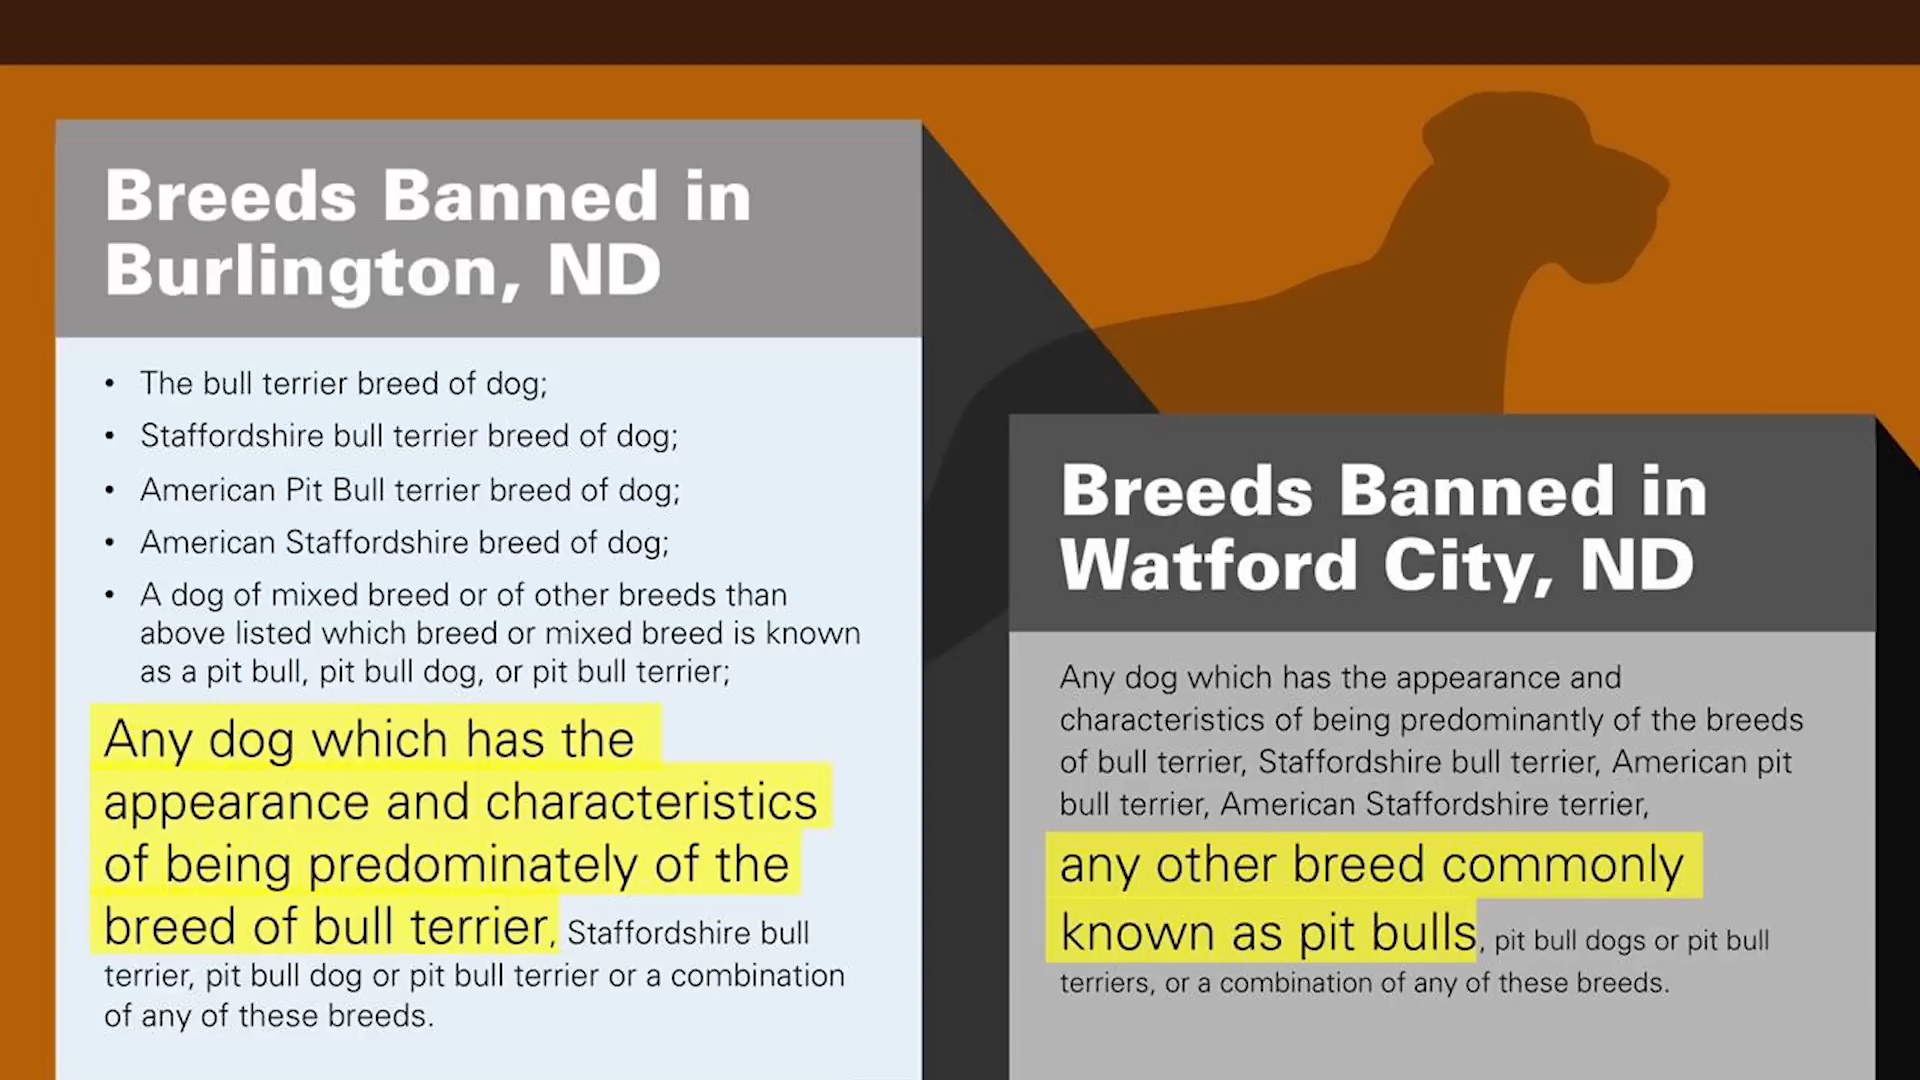 Breeds Banned in
Burlington, ND
• The bull terrier breed of dog;
• Staffordshire bull terrier breed of dog;
• American Pit Bull terrier breed of dog;
• American Staffordshire breed of dog;
• A dog of mixed breed or of other breeds than
above listed which breed or mixed breed is known
as a pit bull, pit bull dog, or pit bull terrier;
Any dog which has the
appearance and characteristics
of being predominately of the
breed of bull terrier, Staffordshire bull
terrier, pit bull dog or pit bull terrier or a combination
of any of these breeds.
Breeds Banned in
Watford City, ND
Any dog which has the appearance and
characteristics of being predominantly of the breeds
of bull terrier, Staffordshire bull terrier, American pit
bull terrier, American Staffordshire terrier,
any other breed commonly
known as pit bulls, pit bull dogs or pit bull
terriers, or a combination of any of these breeds.